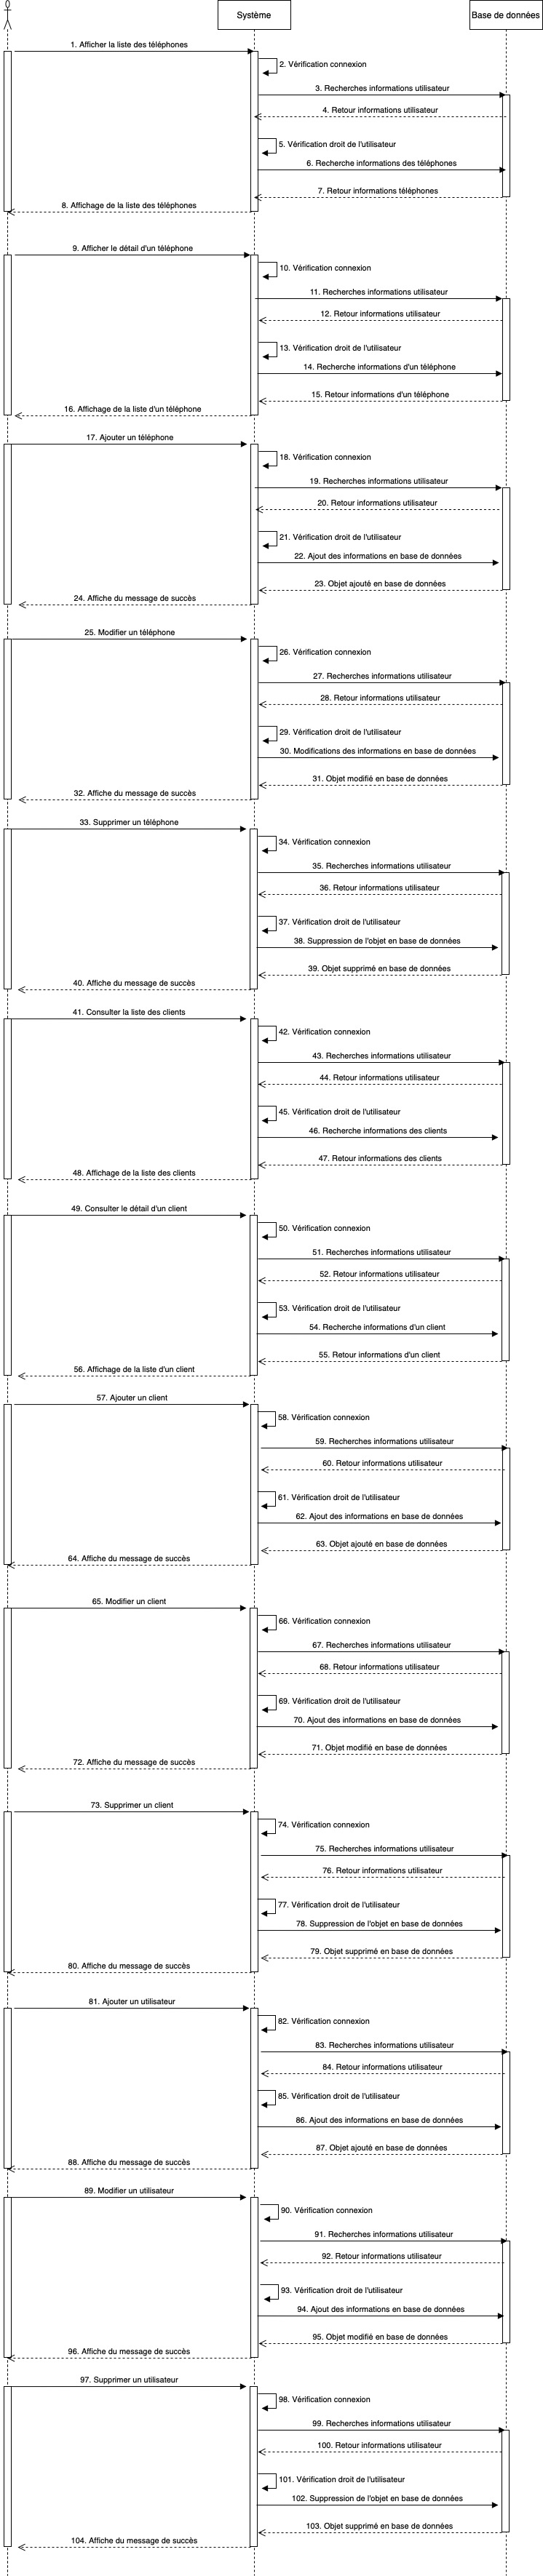 Système
Base de données
1. Afficher la liste des téléphones
2. Vérification connexion
3. Recherches informations utilisateur
4. Retour informations utilisateur
5. Vérification droit de l'utilisateur
6. Recherche informations des téléphones
7. Retour informations téléphones
8. Affichage de la liste des téléphones
9. Afficher le détail d'un téléphone
10. Vérification connexion
11. Recherches informations utilisateur
12. Retour informations utilisateur
13. Vérification droit de l'utilisateur
14. Recherche informations d'un téléphone
15. Retour informations d'un téléphone
16. Affichage de la liste d'un téléphone
17. Ajouter un téléphone
18. Vérification connexion
19. Recherches informations utilisateur
20. Retour informations utilisateur
21. Vérification droit de l'utilisateur
22. Ajout des informations en base de données
23. Objet ajouté en base de données
24. Affiche du message de succès
25. Modifier un téléphone
26. Vérification connexion
27. Recherches informations utilisateur
28. Retour informations utilisateur
29. Vérification droit de l'utilisateur
30. Modifications des informations en base de données
31. Objet modifié en base de données
32. Affiche du message de succès
33. Supprimer un téléphone
34. Vérification connexion
35. Recherches informations utilisateur
36. Retour informations utilisateur
37. Vérification droit de l'utilisateur
38. Suppression de l'objet en base de données
39. Objet supprimé en base de données
40. Affiche du message de succès
41. Consulter la liste des clients
42. Vérification connexion
43. Recherches informations utilisateur
44. Retour informations utilisateur
45. Vérification droit de l'utilisateur
46. Recherche informations des clients
47. Retour informations des clients
48. Affichage de la liste des clients
49. Consulter le détail d'un client
50. Vérification connexion
51. Recherches informations utilisateur
52. Retour informations utilisateur
53. Vérification droit de l'utilisateur
54. Recherche informations d'un client
55. Retour informations d'un client
56. Affichage de la liste d'un client
57. Ajouter un client
58. Vérification connexion
59. Recherches informations utilisateur
60. Retour informations utilisateur
61. Vérification droit de l'utilisateur
62. Ajout des informations en base de données
63. Objet ajouté en base de données
64. Affiche du message de succès
65. Modifier un client
66. Vérification connexion
67. Recherches informations utilisateur
68. Retour informations utilisateur
69. Vérification droit de l'utilisateur
70. Ajout des informations en base de données
71. Objet modifié en base de données
72. Affiche du message de succès
73. Supprimer un client
74. Vérification connexion
75. Recherches informations utilisateur
76. Retour informations utilisateur
77. Vérification droit de l'utilisateur
78. Suppression de l'objet en base de données
79. Objet supprimé en base de données
80. Affiche du message de succès
81. Ajouter un utilisateur
82. Vérification connexion
83. Recherches informations utilisateur
84. Retour informations utilisateur
85. Vérification droit de l'utilisateur
86. Ajout des informations en base de données
87. Objet ajouté en base de données
88. Affiche du message de succès
89. Modifier un utilisateur
90. Vérification connexion
91. Recherches informations utilisateur
92. Retour informations utilisateur
93. Vérification droit de l'utilisateur
94. Ajout des informations en base de données
95. Objet modifié en base de données
96. Affiche du message de succès
97. Supprimer un utilisateur
98. Vérification connexion
99. Recherches informations utilisateur
100. Retour informations utilisateur
101. Vérification droit de l'utilisateur
102. Suppression de l'objet en base de données
103. Objet supprimé en base de données
104. Affiche du message de succès